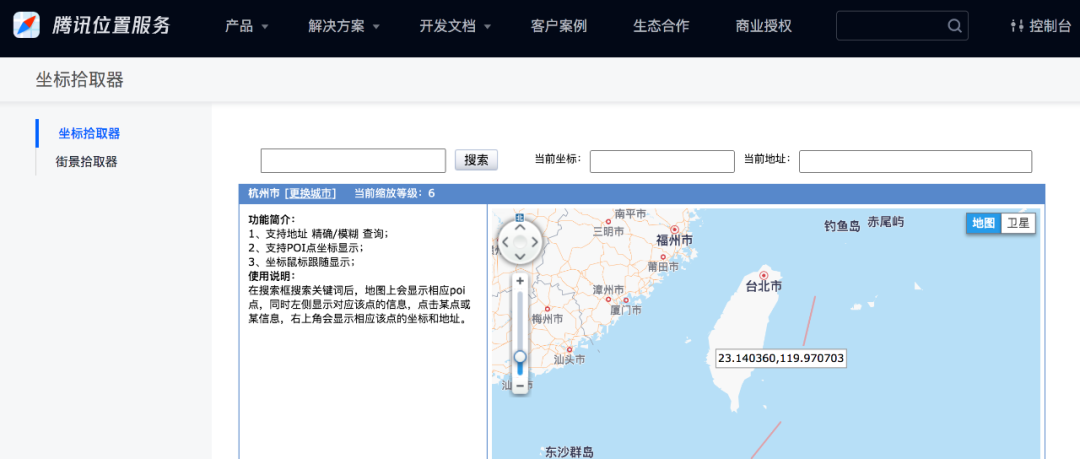 腾讯位置服务 产品 解决方案 开发文档 客户案例 生态合作 商业授权 控制台
坐标拾取器
坐标拾取器
街景拾取器
搜索 当前坐标: 当前地址:
杭州市 [更换城市] 当前缩放等级: 6
功能简介:
1、支持地址 精确/模糊 查询;
2、支持POI点坐标显示;
3、坐标鼠标跟随显示;
使用说明:
在搜索框搜索关键词后，地图上会显示相应poi
点，同时左侧显示对应该点的信息，点击某点或
某信息，右上角会显示相应该点的坐标和地址。
北
南平市
三明市
福州市
莆田市
漳州市
厦门市
梅州市
汕头市
台北市
钓鱼岛
赤尾屿
地图 卫星
23.140360,119.970703
东沙群岛